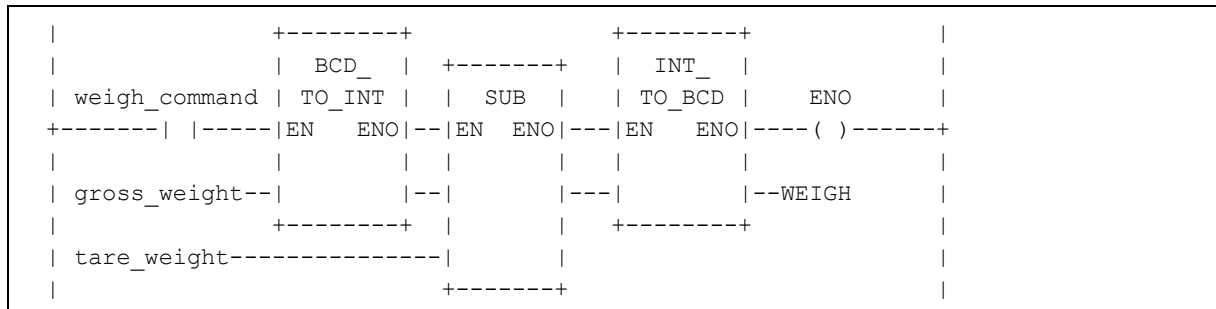 |                  +--------+                +--------+               |
|                  |  BCD_  |  +-------+     |  INT_  |               |
| weigh_command | TO_INT |  |  SUB  |   | TO_BCD |    ENO       |
+-------| |-----|EN   ENO|--|EN  ENO|---|EN   ENO|----( )------+
|               |        |  |       |   |        |              |
| gross_weight--|        |--|       |---|        |--WEIGH       |
|               +--------+  |       |   +--------+              |
| tare_weight---------------|       |                           |
|                           +-------+                           |